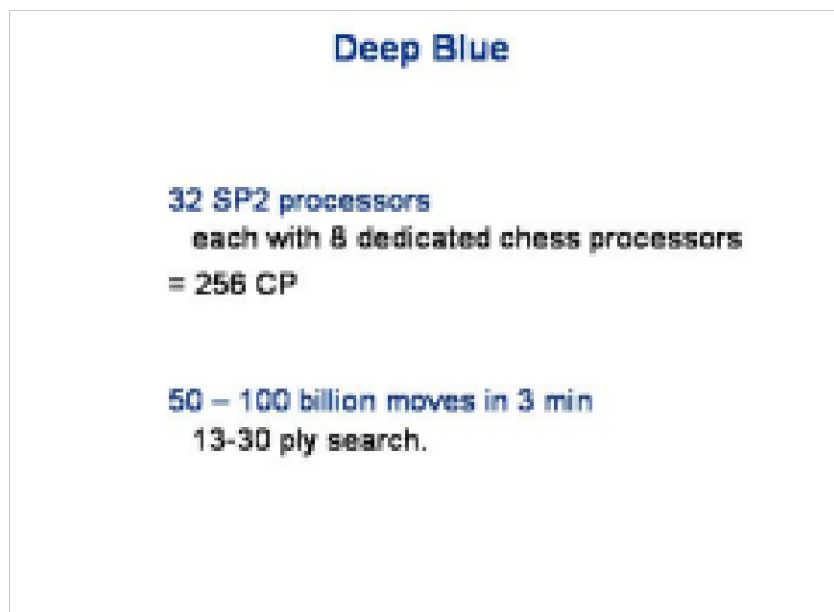 Deep Blue
32 SP2 processors
each with 8 dedicated chess processors
= 256 CP
50 – 100 billion moves in 3 min
13-30 ply search.